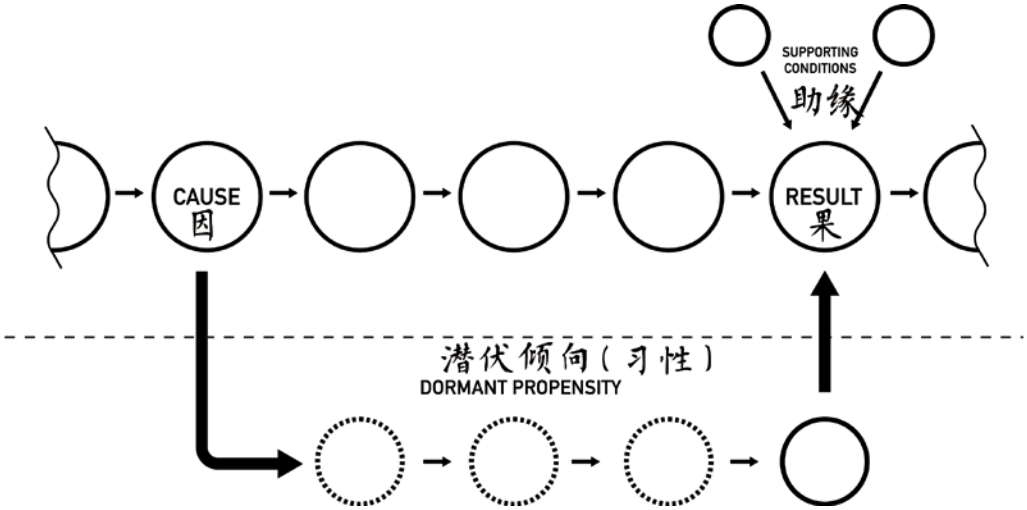 SUPPORTING
CONDITIONS
助缘
CAUSE
因
RESULT
果
潜伏倾向(习性)
DORMANT PROPENSITY